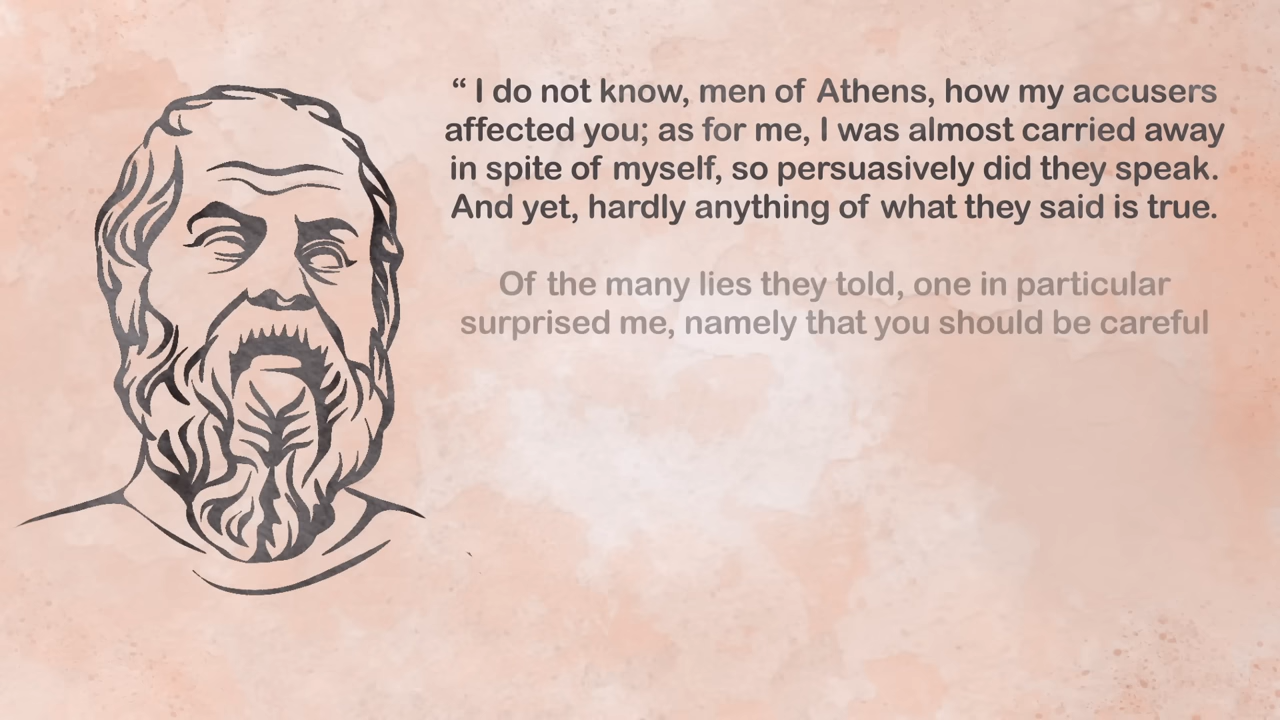 “ I do not know, men of Athens, how my accusers
affected you; as for me, I was almost carried away
in spite of myself, so persuasively did they speak.
And yet, hardly anything of what they said is true.
Of the many lies they told, one in particular
surprised me, namely that you should be careful